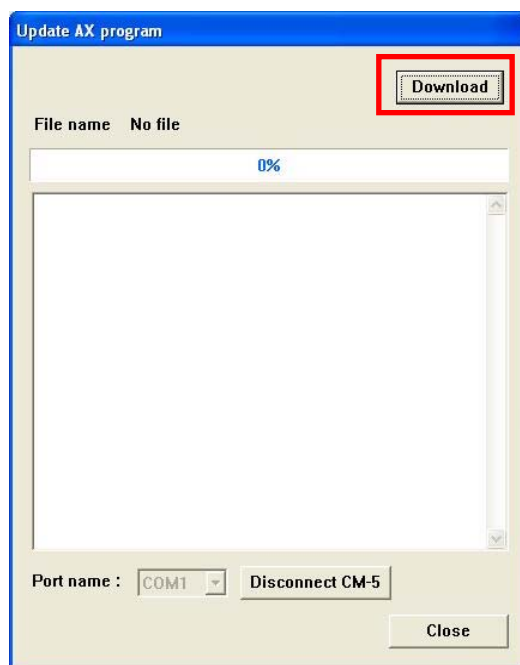 Update AX program
Download
File name No file
0%
Port name : COM1 Disconnect CM-5
Close